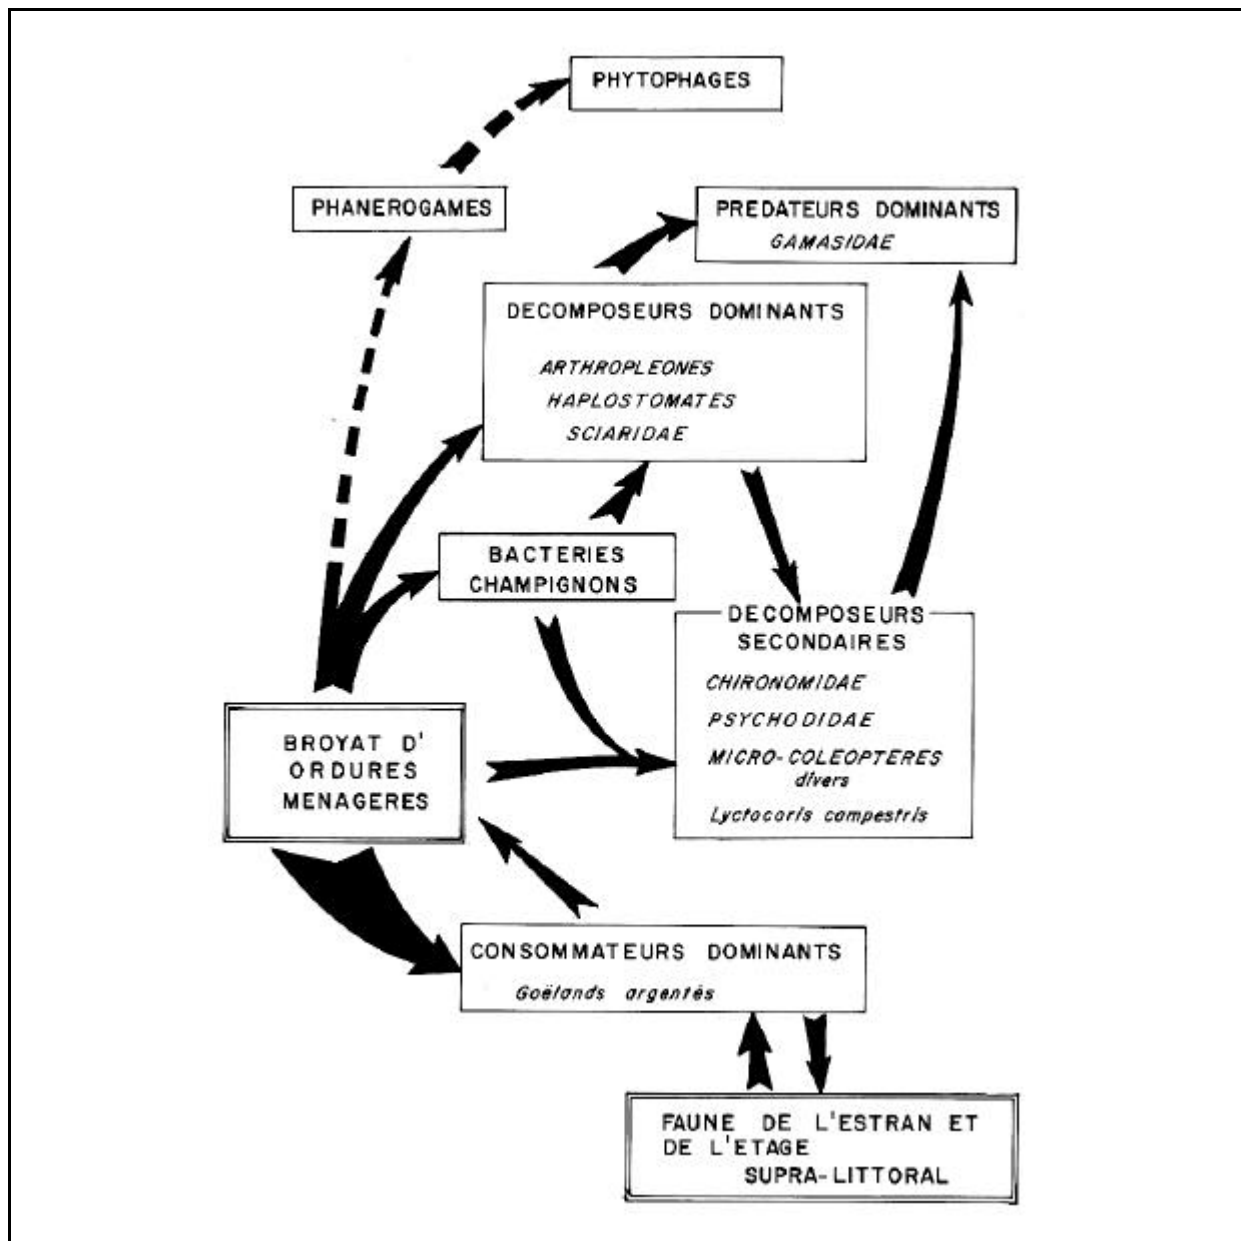 PHYTOPHAGES
PHANEROGAMES
PREDATEURS DOMINANTS
GAMASIDAE
DECOMPOSEURS DOMINANTS
ARTHROPLEONES
HAPLOSTOMATES
SCIARIDAE
BACTERIES
CHAMPIGNONS
DECOMPOSEURS
SECONDAIRES
CHIRONOMIDAE
PSYCHODIDAE
MICRO-COLEOPTERES
divers
Lyctocoris campestris
BROYAT D'
ORDURES
MENAGERES
CONSOMMATEURS DOMINANTS
Goëlands argentés
FAUNE DE L'ESTRAN ET
DE L'ETAGE
SUPRA-LITTORAL